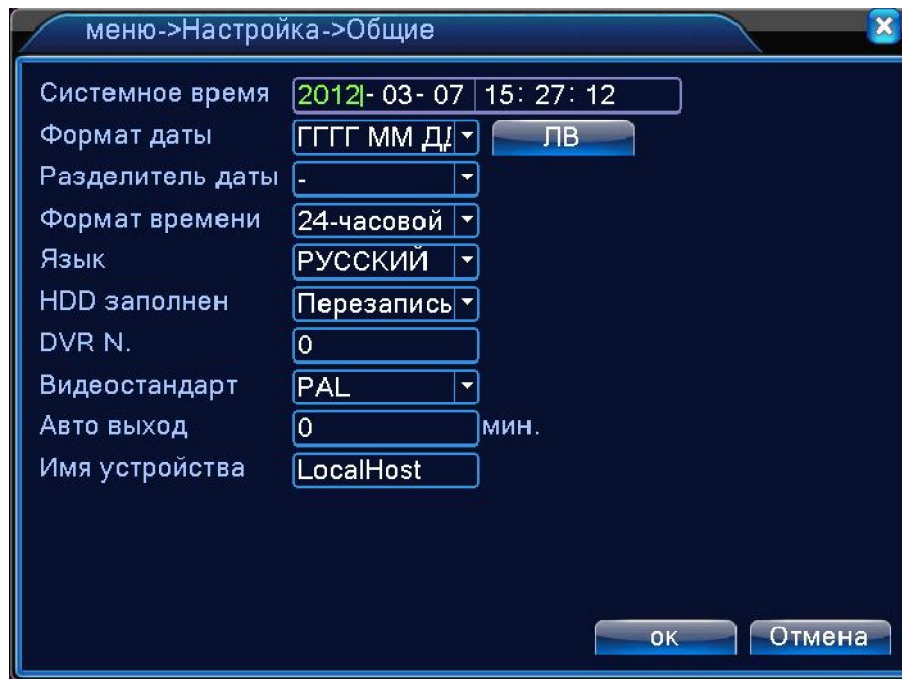 меню->Настройка->Общие
Системное время 2012-03-07 15:27:12
Формат даты ГГГГ ММ ДД ЛВ
Разделитель даты -
Формат времени 24-часовой
Язык РУССКИЙ
HDD заполнен Перезапись
DVR N. 0
Видеостандарт PAL
Авто выход 0 мин.
Имя устройства LocalHost
ок Отмена